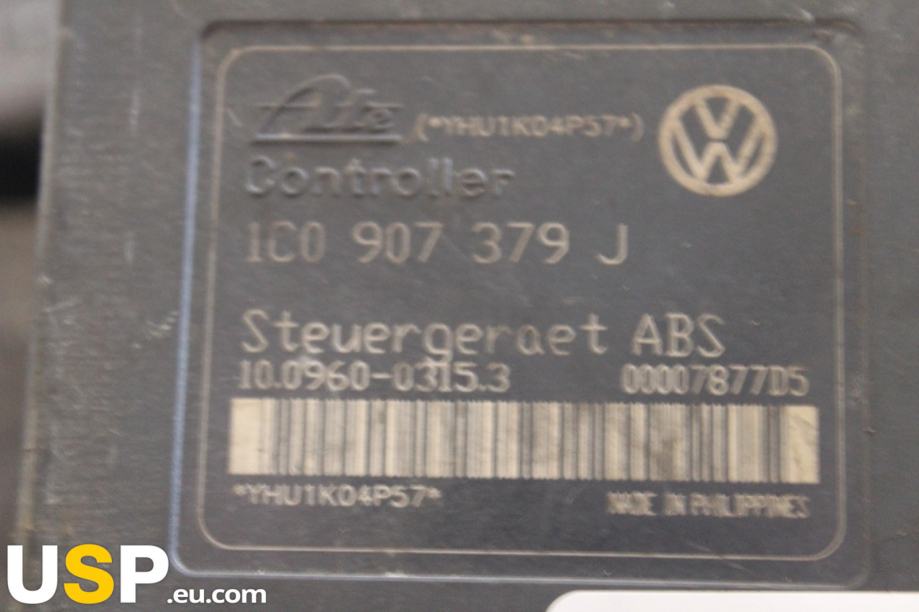 Ate (*YHU1K04P57*)
Controller
1C0 907 379 J
Steuergeraet ABS
10.0960-0315.3 00007877D5
*YHU1K04P57*
MADE IN PHILIPPINES
USP.eu.com